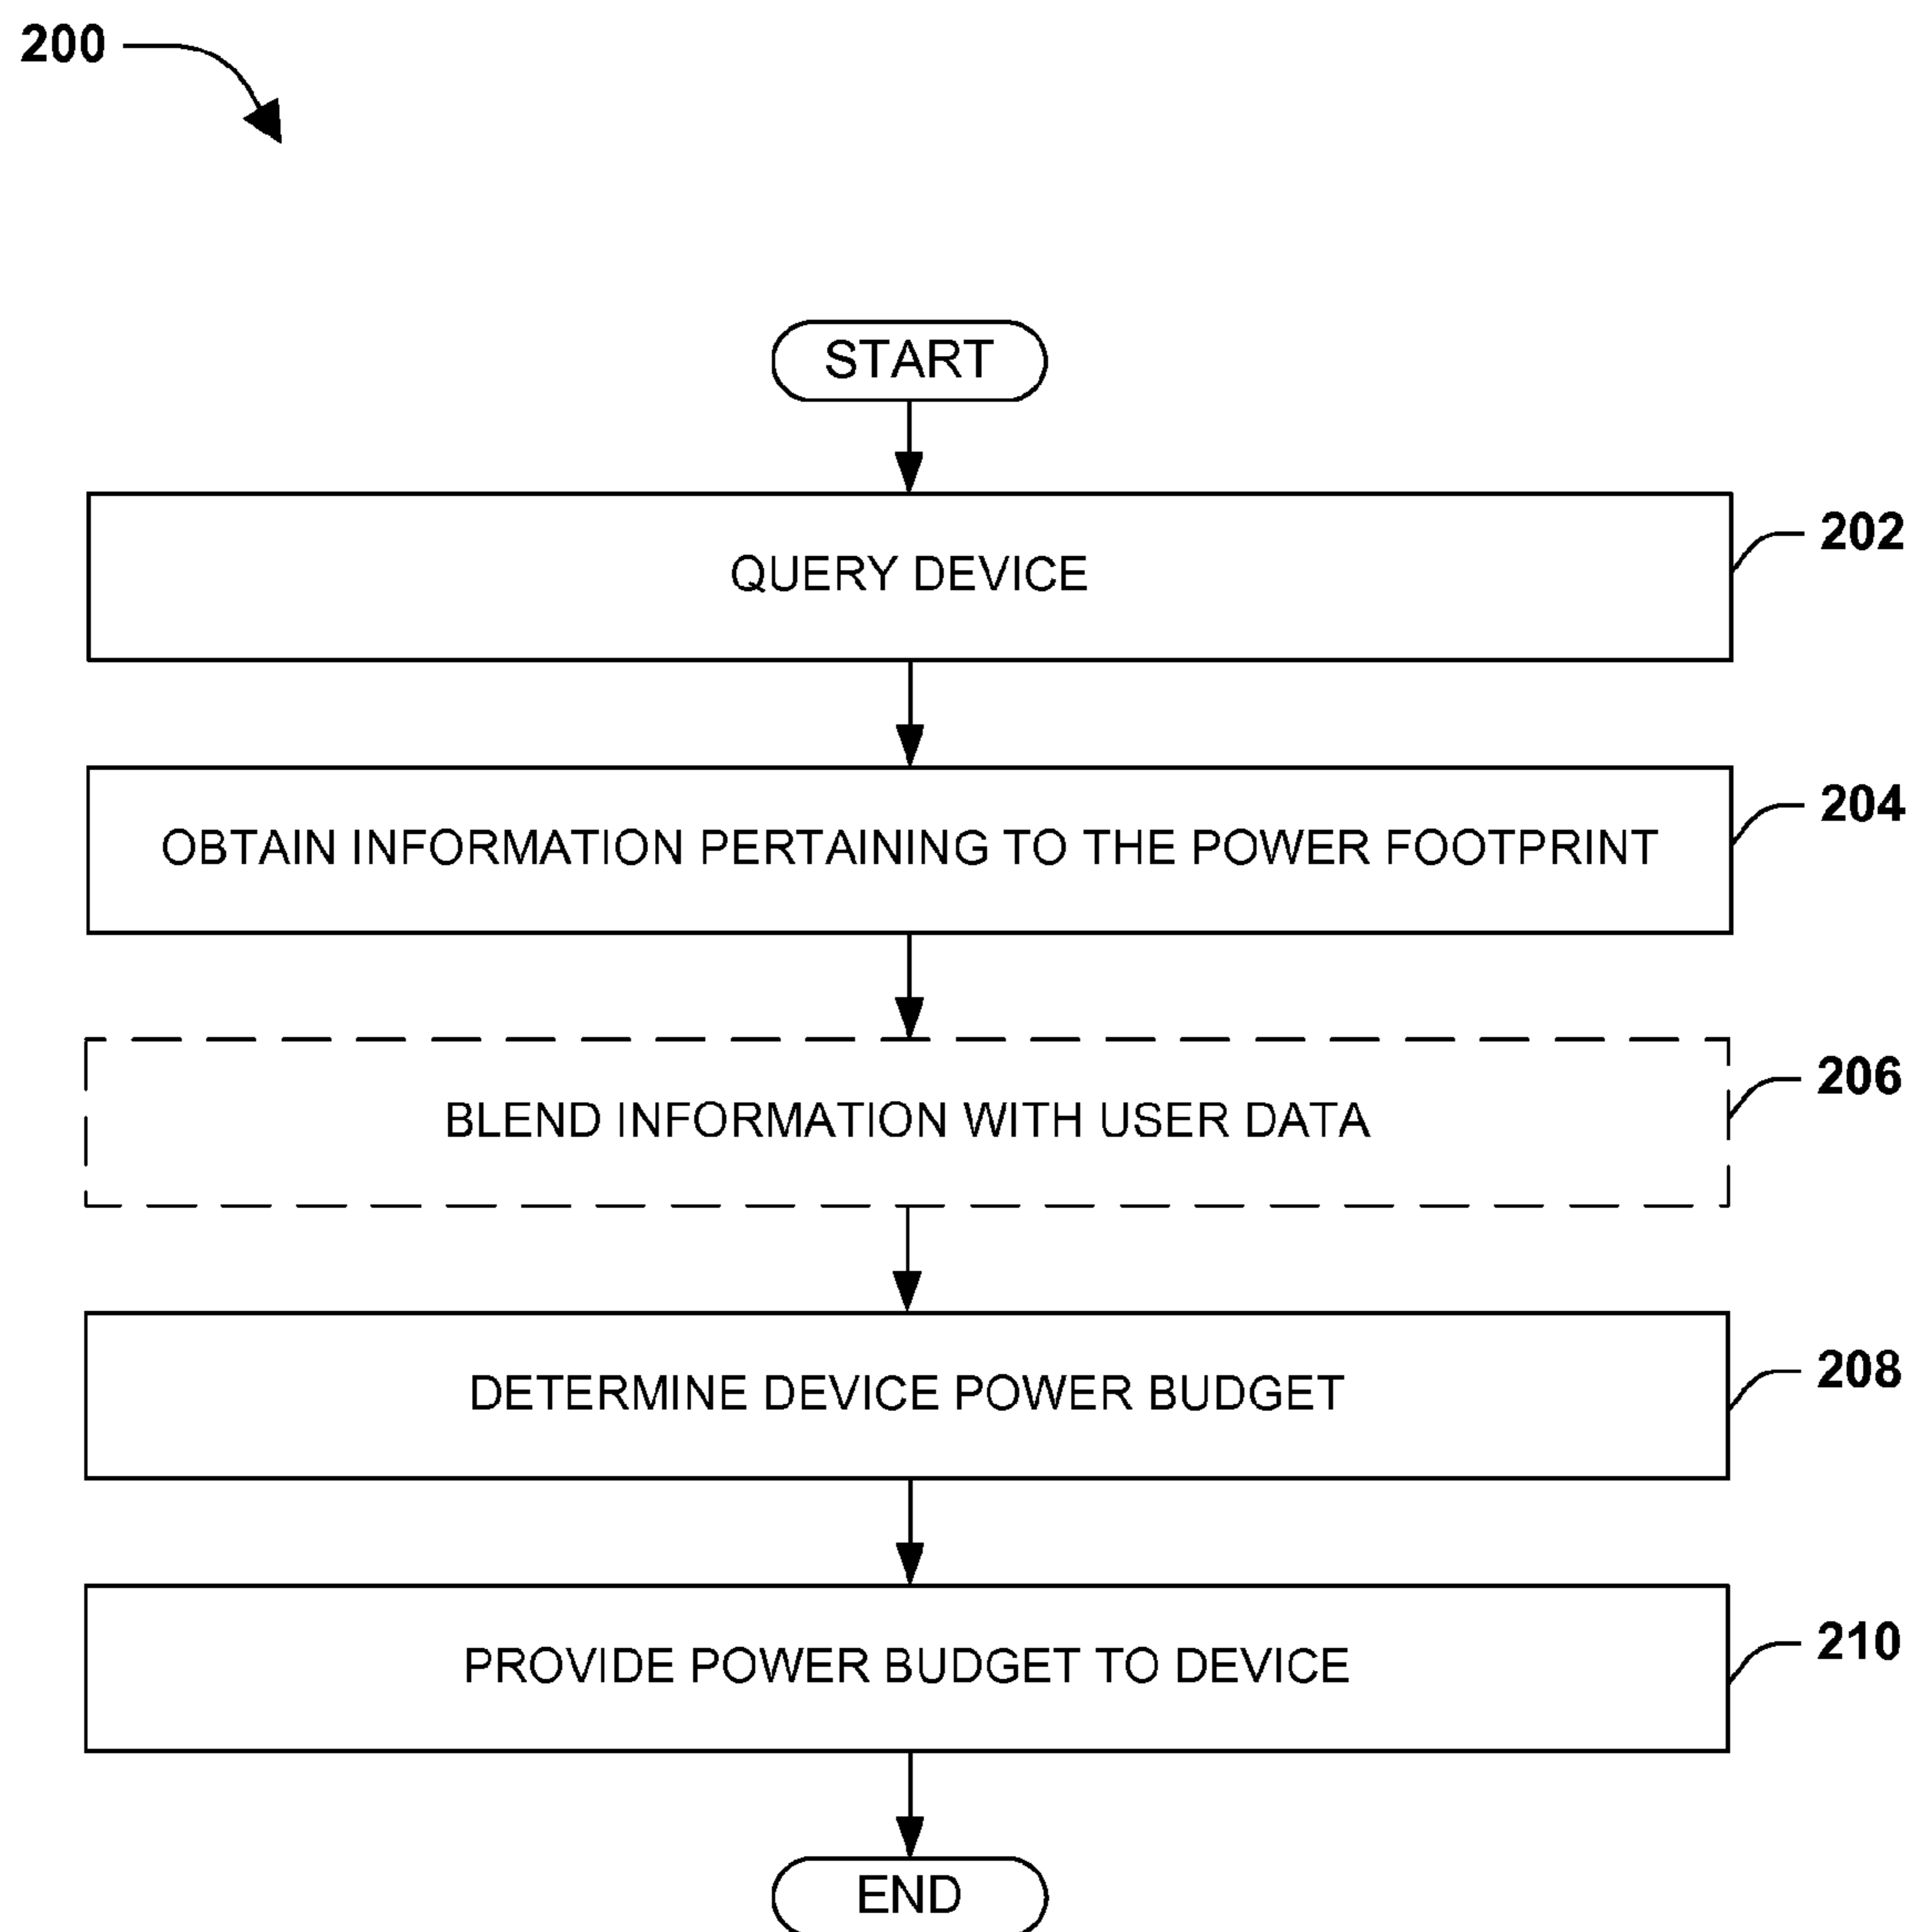 200
START
QUERY DEVICE
202
OBTAIN INFORMATION PERTAINING TO THE POWER FOOTPRINT
204
BLEND INFORMATION WITH USER DATA
206
DETERMINE DEVICE POWER BUDGET
208
PROVIDE POWER BUDGET TO DEVICE
210
END